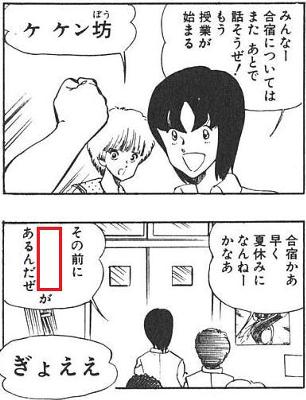 みんなー
合宿については
また あとで
話そうぜ!
もう
授業が
始まる
ケ ケン坊
ぼう
合宿かあ
早く
夏休みに
なんねー
かなあ
その前に
が
あるんだぜ
ぎょええ